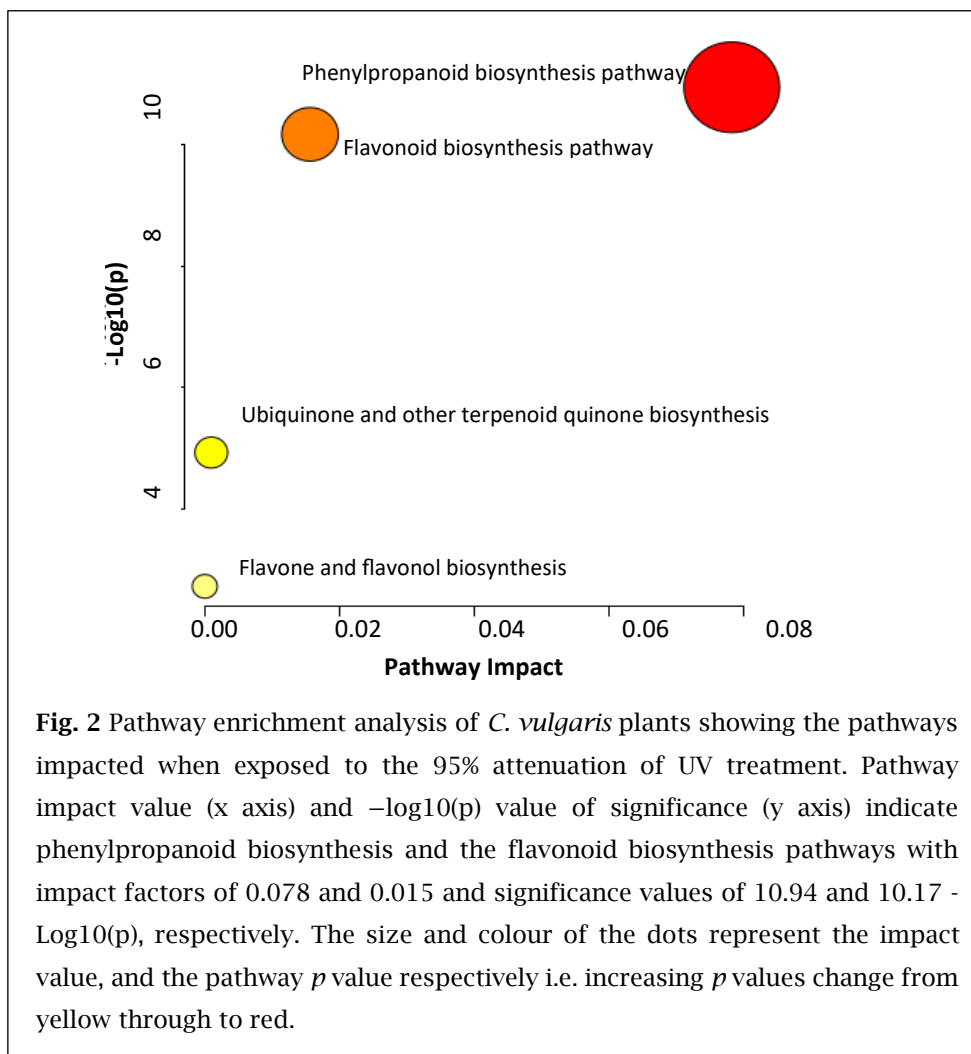 Phenylpropanoid biosynthesis pathway
10
Flavonoid biosynthesis pathway
8
-Log10(p)
6
Ubiquinone and other terpenoid quinone biosynthesis
4
Flavone and flavonol biosynthesis
0.00 0.02 0.04 0.06 0.08
Pathway Impact
Fig. 2 Pathway enrichment analysis of C. vulgaris plants showing the pathways
impacted when exposed to the 95% attenuation of UV treatment. Pathway
impact value (x axis) and −log10(p) value of significance (y axis) indicate
phenylpropanoid biosynthesis and the flavonoid biosynthesis pathways with
impact factors of 0.078 and 0.015 and significance values of 10.94 and 10.17 -
Log10(p), respectively. The size and colour of the dots represent the impact
value, and the pathway p value respectively i.e. increasing p values change from
yellow through to red.